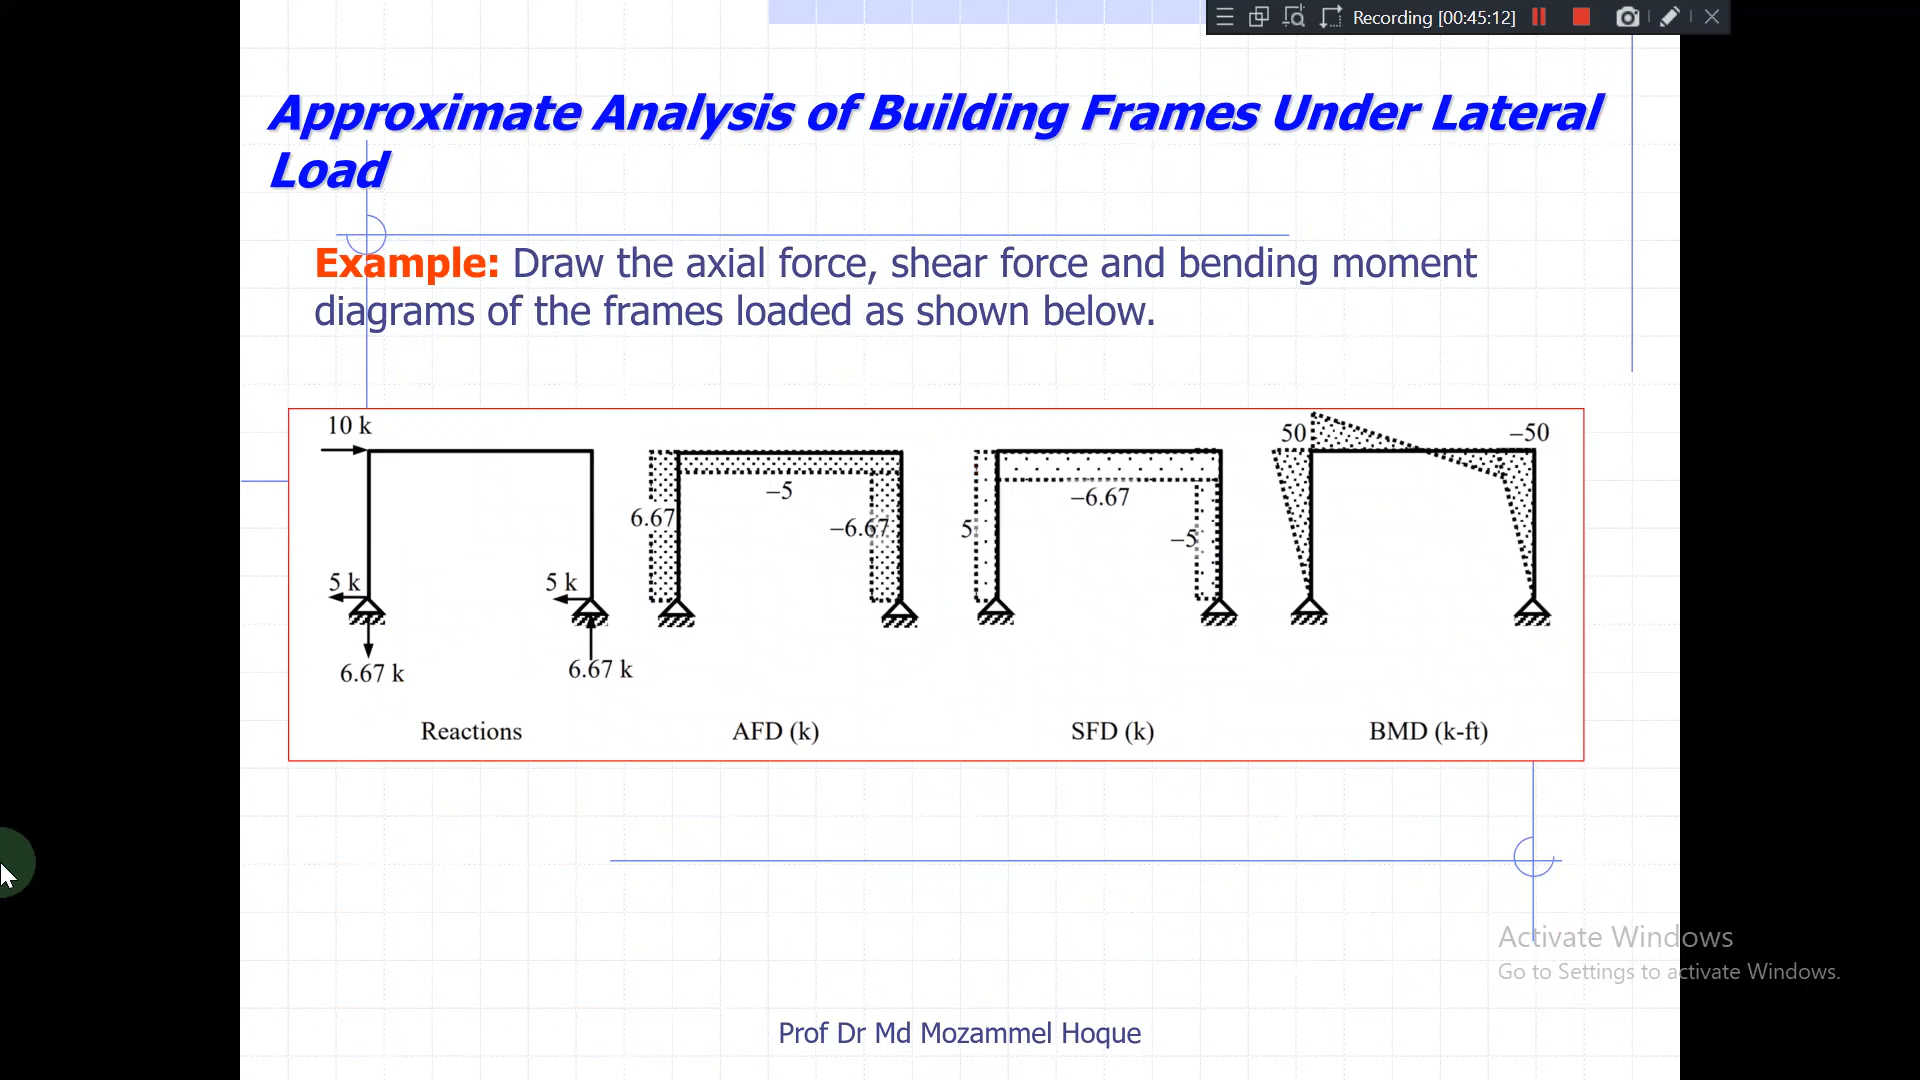 Recording [00:45:12]
Approximate Analysis of Building Frames Under Lateral
Load
Example: Draw the axial force, shear force and bending moment
diagrams of the frames loaded as shown below.
10 k
5 k
5 k
6.67 k
6.67 k
Reactions
6.67
–5
–6.67
AFD (k)
5
–6.67
–5
SFD (k)
50
–50
BMD (k-ft)
Activate Windows
Go to Settings to activate Windows.
Prof Dr Md Mozammel Hoque